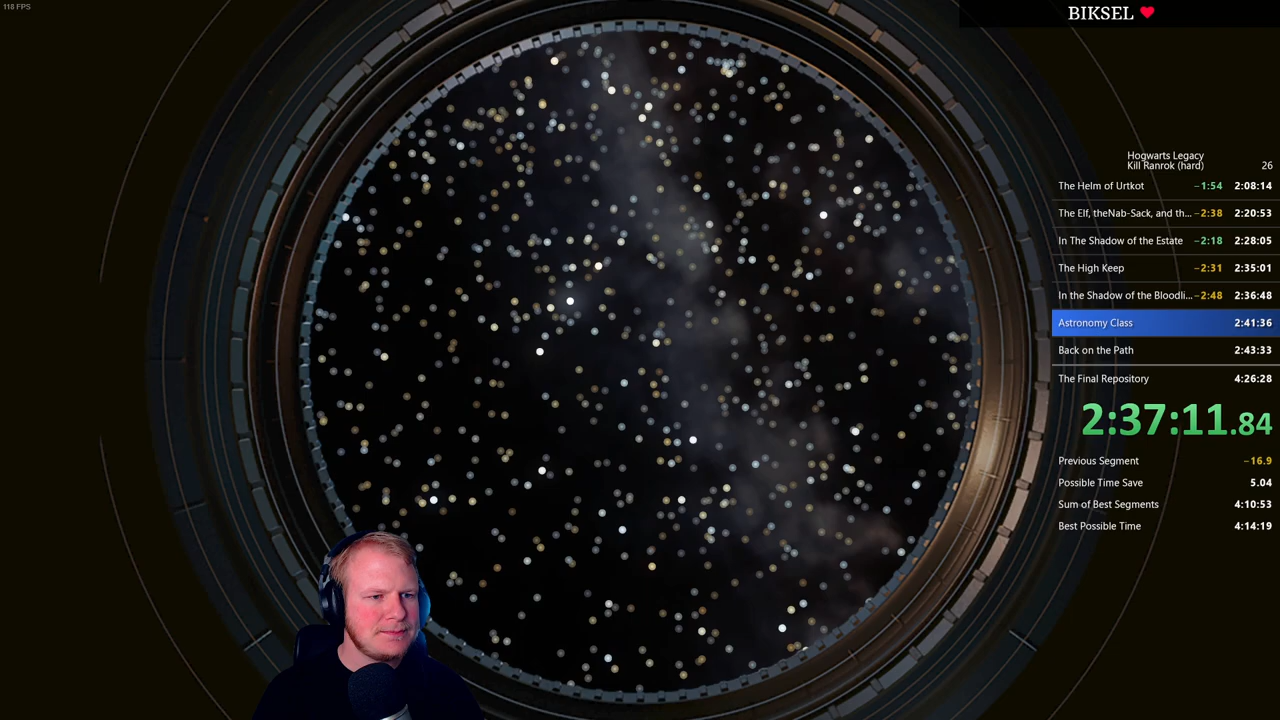 118 FPS
BIKSEL ❤
Hogwarts Legacy
Kill Ranrok (hard) 26
The Helm of Urtkot −1:54 2:08:14
The Elf, theNab-Sack, and th... −2:38 2:20:53
In The Shadow of the Estate −2:18 2:28:05
The High Keep −2:31 2:35:01
In the Shadow of the Bloodli... −2:48 2:36:48
Astronomy Class 2:41:36
Back on the Path 2:43:33
The Final Repository 4:26:28
2:37:11.84
Previous Segment −16.9
Possible Time Save 5.04
Sum of Best Segments 4:10:53
Best Possible Time 4:14:19